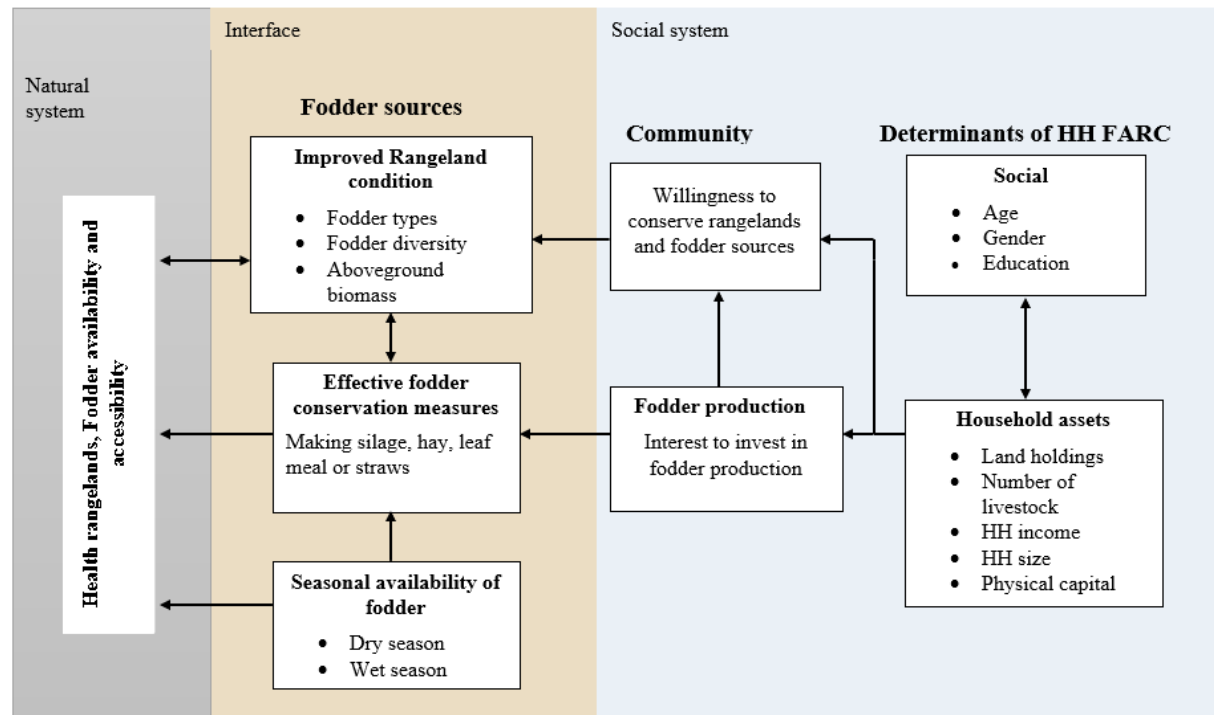 Natural
system
Health rangelands, Fodder availability and
accessibility
Interface
Fodder sources
Improved Rangeland
condition
• Fodder types
• Fodder diversity
• Aboveground
biomass
Effective fodder
conservation measures
Making silage, hay, leaf
meal or straws
Seasonal availability of
fodder
• Dry season
• Wet season
Social system
Community
Willingness to
conserve rangelands
and fodder sources
Fodder production
Interest to invest in
fodder production
Determinants of HH FARC
Social
• Age
• Gender
• Education
Household assets
• Land holdings
• Number of
livestock
• HH income
• HH size
• Physical capital